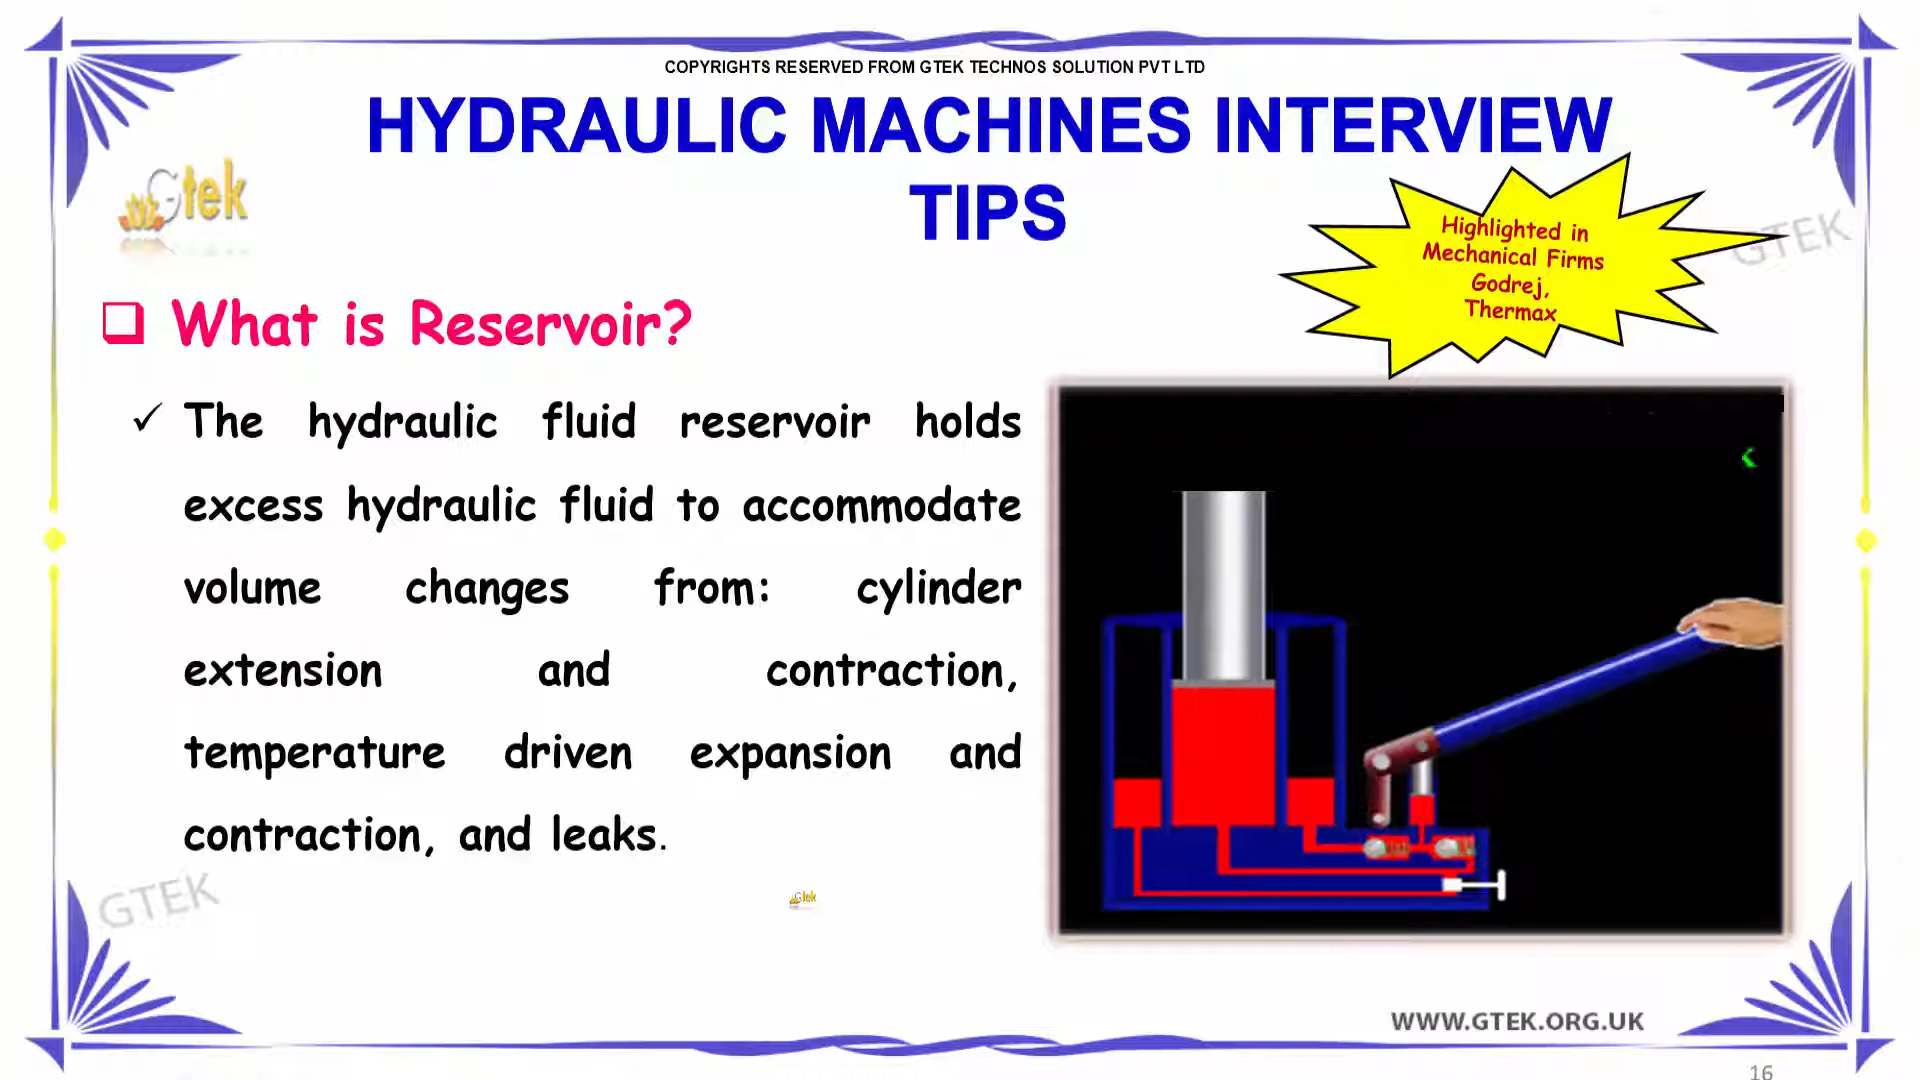 COPYRIGHTS RESERVED FROM GTEK TECHNOS SOLUTION PVT LTD
HYDRAULIC MACHINES INTERVIEW
TIPS
Gtek
Highlighted in
Mechanical Firms
Godrej,
Thermax
GTEK
What is Reservoir?
The hydraulic fluid reservoir holds
excess hydraulic fluid to accommodate
volume changes from: cylinder
extension and contraction,
temperature driven expansion and
contraction, and leaks.
GTEK
Gtek
WWW.GTEK.ORG.UK
16